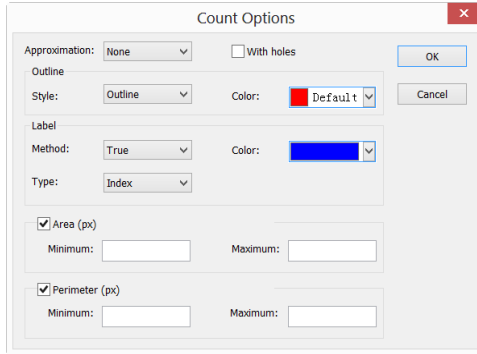 Count Options
Approximation: None With holes OK
Outline
Style: Outline Color: Default Cancel
Label
Method: True Color:
Type: Index
Area (px)
Minimum: Maximum:
Perimeter (px)
Minimum: Maximum: